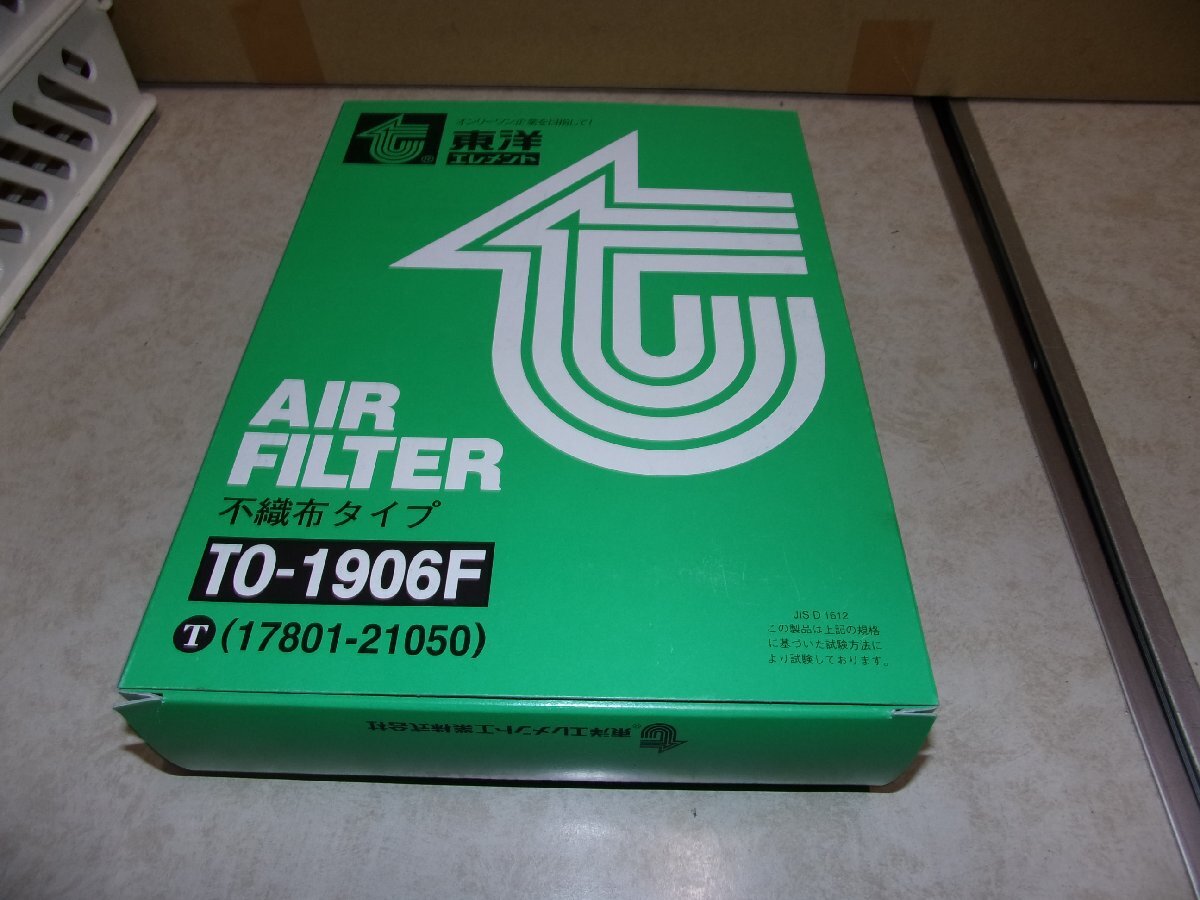 オンリーワン企業を目指して!
東洋
エレメント
®
AIR
FILTER
不織布タイプ
TO-1906F
T (17801-21050)
JIS D 1612
この製品は上記の規格
に基づいた試験方法に
より試験しております。
東洋エレメント工業株式会社
®